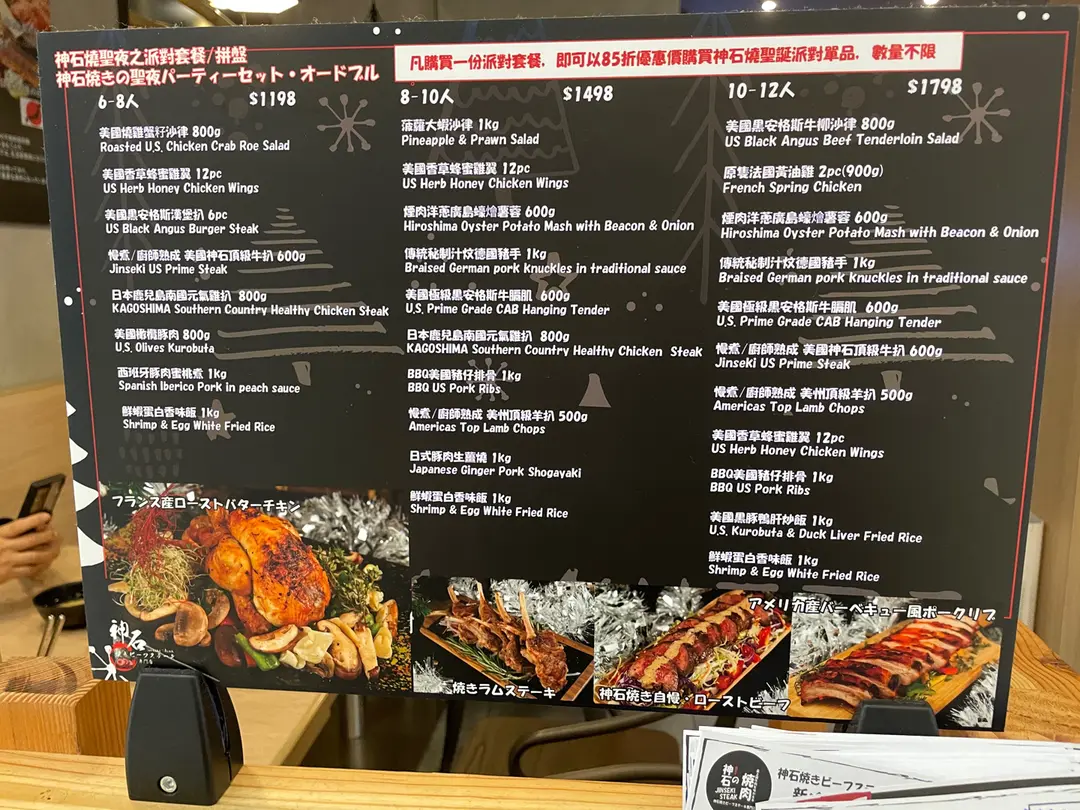 神石燒聖夜之派對套餐/拼盤
神石焼きの聖夜パーティーセット・オードブル
凡購買一份派對套餐，即可以85折優惠價購買神石燒聖誕派對單品，數量不限
6-8人 $1198
美國燒雞蟹籽沙律 800g
Roasted U.S. Chicken Crab Roe Salad
美國香草蜂蜜雞翼 12pc
US Herb Honey Chicken Wings
美國黑安格斯漢堡扒 6pc
US Black Angus Burger Steak
慢煮/廚師熟成 美國神石頂級牛扒 600g
Jinseki US Prime Steak
日本鹿兒島南國元氣雞扒 800g
KAGOSHIMA Southern Country Healthy Chicken Steak
美國橄欖豚肉 800g
U.S. Olives Kurobuta
西班牙豚肉蜜桃煮 1kg
Spanish Iberico Pork in peach sauce
鮮蝦蛋白香味飯 1kg
Shrimp & Egg White Fried Rice
8-10人 $1498
菠蘿大蝦沙律 1kg
Pineapple & Prawn Salad
美國香草蜂蜜雞翼 12pc
US Herb Honey Chicken Wings
煙肉洋蔥廣島蠔燴薯蓉 600g
Hiroshima Oyster Potato Mash with Beacon & Onion
傳統秘制汁炆德國豬手 1kg
Braised German pork Knuckles in traditional sauce
美國極級黑安格斯牛膈肌 600g
U.S. Prime Grade CAB Hanging Tender
日本鹿兒島南國元氣雞扒 800g
KAGOSHIMA Southern Country Healthy Chicken Steak
BBQ美國豬仔排骨 1kg
BBQ US Pork Ribs
慢煮/廚師熟成 美州頂級羊扒 500g
Americas Top Lamb Chops
日式豚肉生薑燒 1kg
Japanese Ginger Pork Shogayaki
鮮蝦蛋白香味飯 1kg
Shrimp & Egg White Fried Rice
10-12人 $1798
美國黑安格斯牛柳沙律 800g
US Black Angus Beef Tenderloin Salad
原隻法國黃油雞 2pc(900g)
French Spring Chicken
煙肉洋蔥廣島蠔燴薯蓉 600g
Hiroshima Oyster Potato Mash with Beacon & Onion
傳統秘制汁炆德國豬手 1kg
Braised German pork Knuckles in traditional sauce
美國極級黑安格斯牛膈肌 600g
U.S. Prime Grade CAB Hanging Tender
慢煮/廚師熟成 美國神石頂級牛扒 600g
Jinseki US Prime Steak
慢煮/廚師熟成 美州頂級羊扒 500g
Americas Top Lamb Chops
美國香草蜂蜜雞翼 12pc
US Herb Honey Chicken Wings
BBQ美國豬仔排骨 1kg
BBQ US Pork Ribs
美國黑豚鴨肝炒飯 1kg
U.S. Kurobuta & Duck Liver Fried Rice
鮮蝦蛋白香味飯 1kg
Shrimp & Egg White Fried Rice
フランス産ローストバターチキン
神石
焼きラムステーキ
神石焼き自慢・ローストビーフ
アメリカ産バーベキュー風ポークリブ
神石の焼肉
JINSEKI
STEAK
神石焼きビーフステ